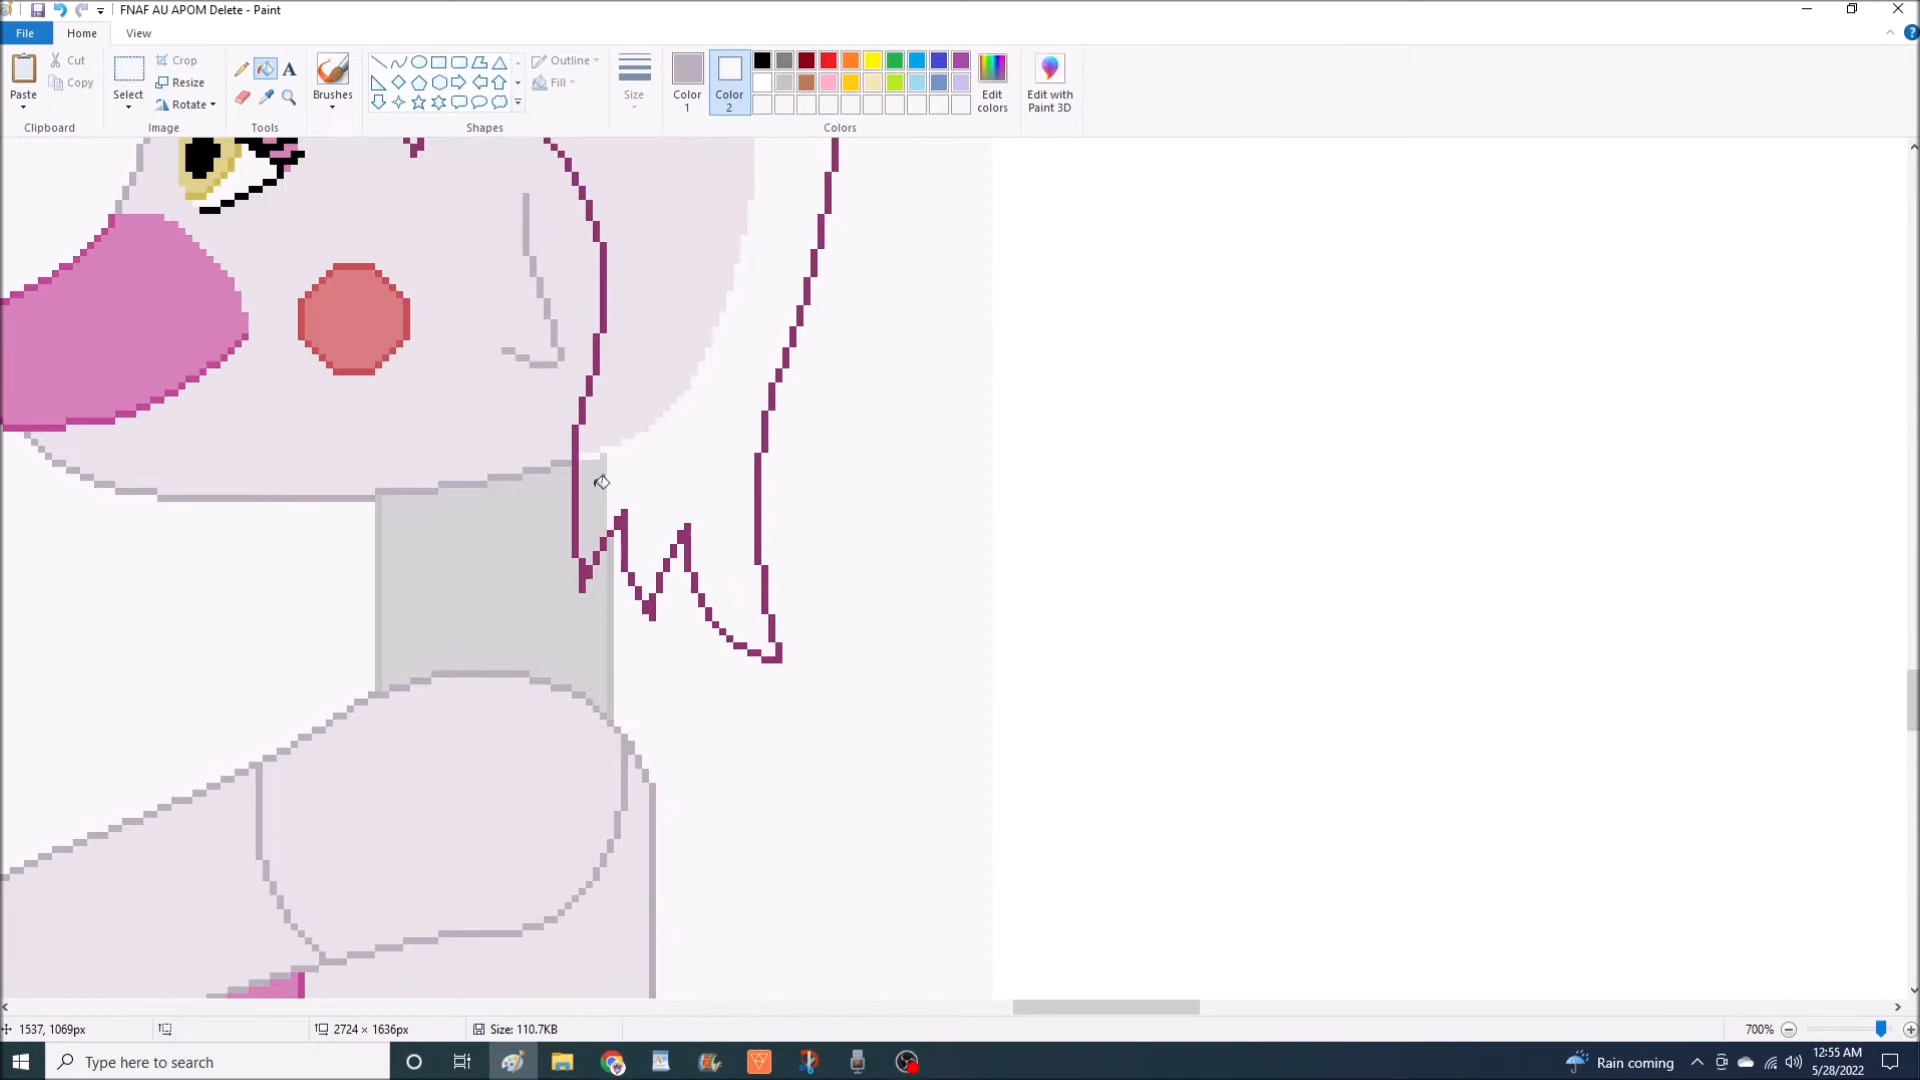 FNAF AU APOM Delete - Paint
File Home View
Paste
Cut
Copy
Clipboard
Select
Crop
Resize
Rotate
Image
A
Tools
Brushes
Shapes
Outline
Fill
Size
Color 1
Color 2
Edit colors
Colors
Edit with Paint 3D
1537, 1069px
2724 × 1636px
Size: 110.7KB
700%
Type here to search
Rain coming
12:55 AM
5/28/2022